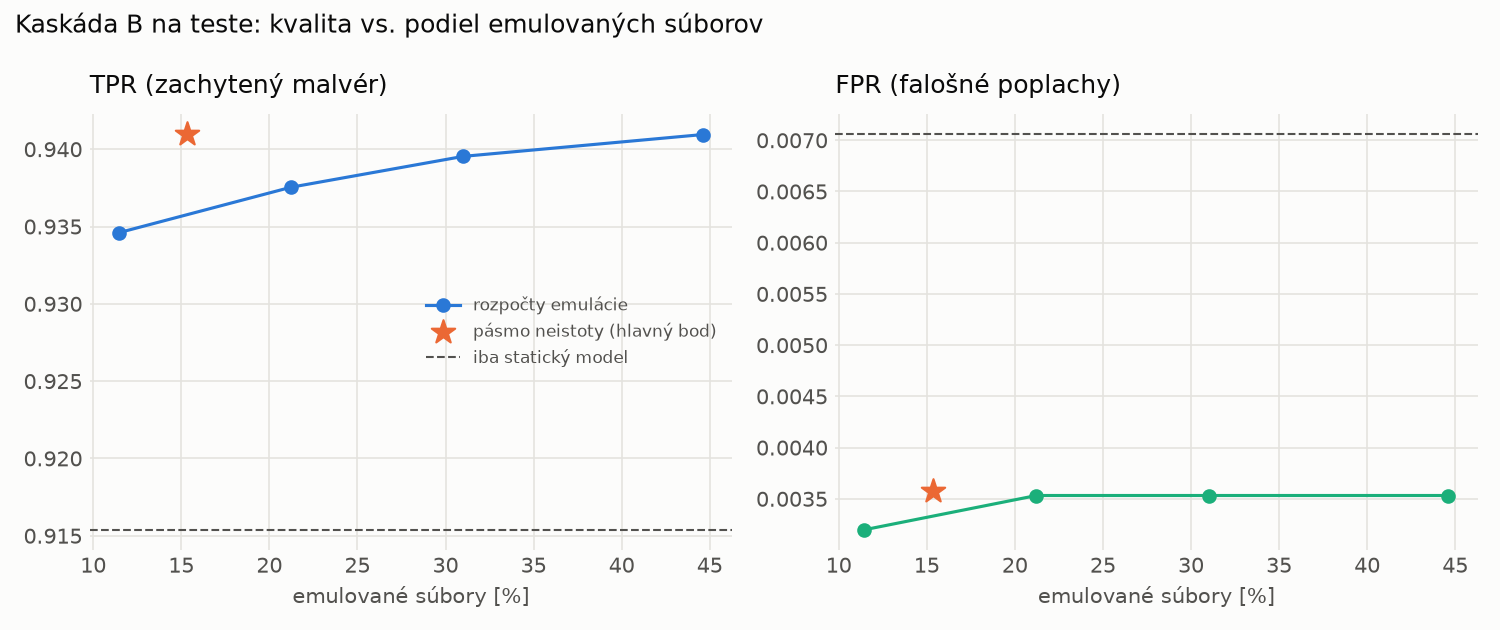 Kaskáda B na teste: kvalita vs. podiel emulovaných súborov
TPR (zachytený malvér)
0.940
0.935
0.930
0.925
0.920
0.915
rozpočty emulácie
pásmo neistoty (hlavný bod)
iba statický model
10 15 20 25 30 35 40 45
emulované súbory [%]
FPR (falošné poplachy)
0.0070
0.0065
0.0060
0.0055
0.0050
0.0045
0.0040
0.0035
10 15 20 25 30 35 40 45
emulované súbory [%]